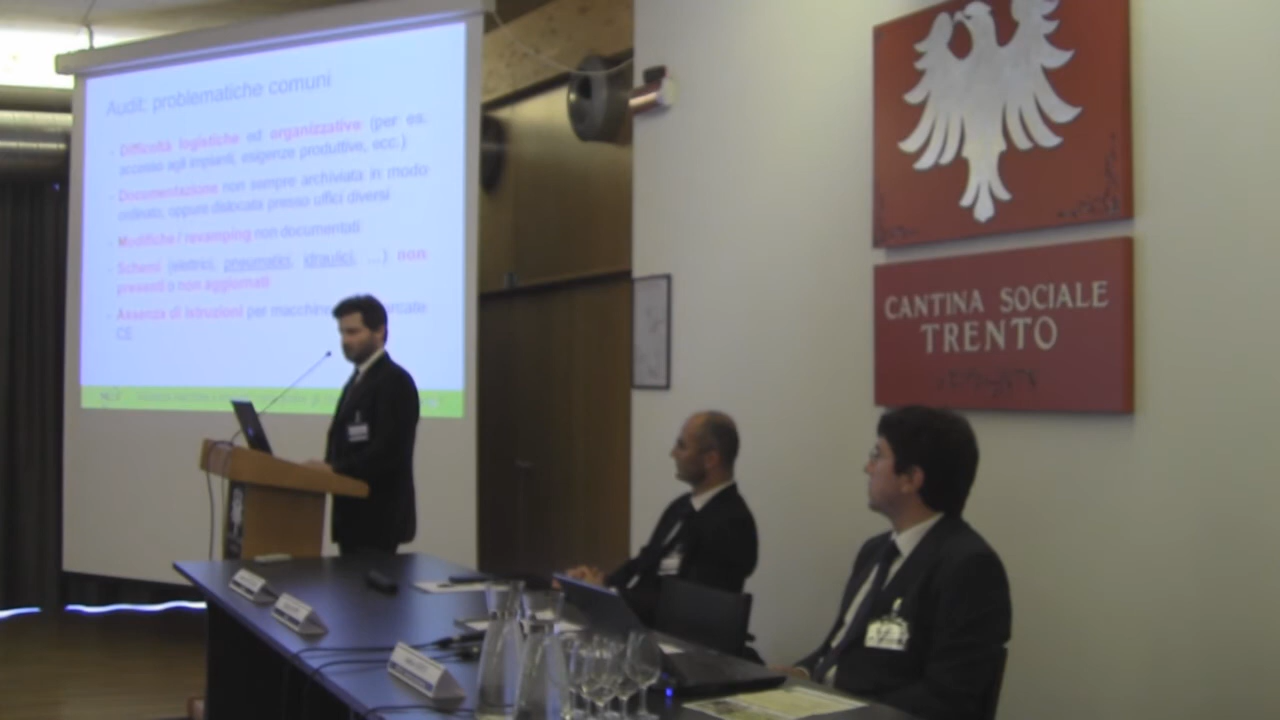 Audit: problematiche comuni
- Difficoltà logistiche ed organizzative (per es.
accesso agli impianti, esigenze produttive, ecc.)
- Documentazione non sempre archiviata in modo
ordinato, oppure dislocata presso uffici diversi
- Modifiche / revamping non documentati
- Schemi (elettrici, pneumatici, idraulici, ...) non
presenti o non aggiornati
- Assenza di istruzioni per macchine
CE
CANTINA SOCIALE
TRENTO